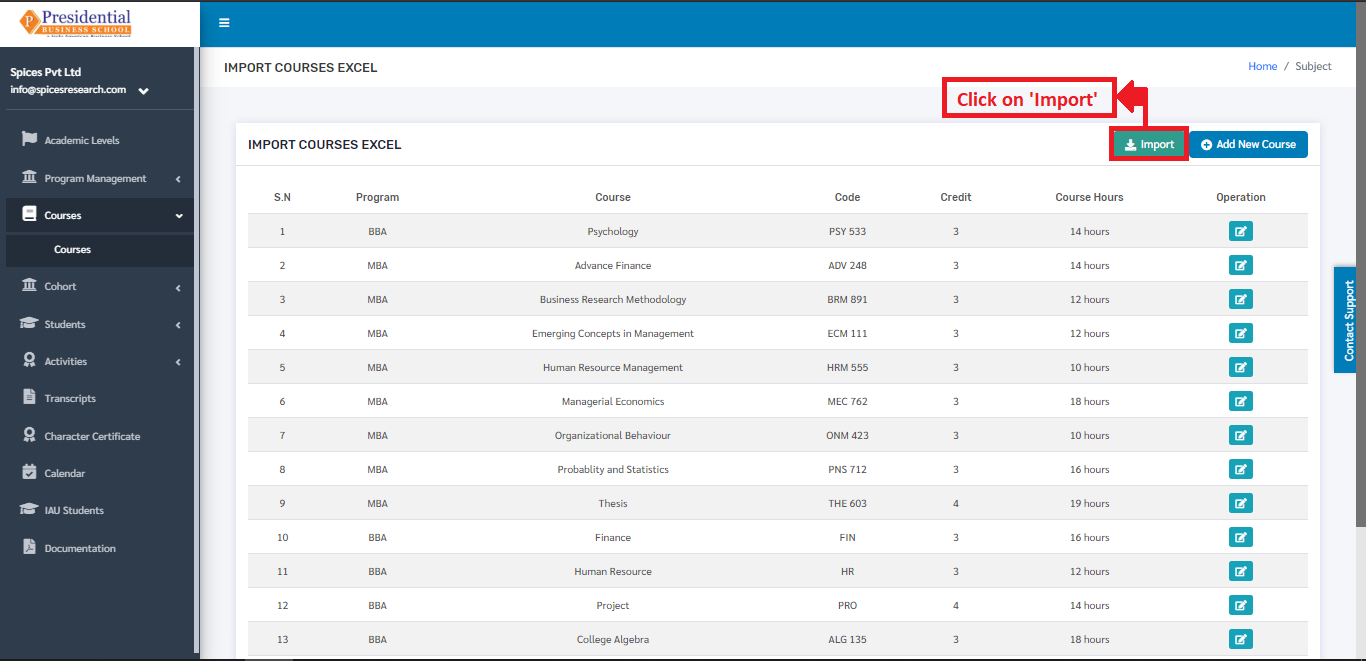 Presidential
BUSINESS SCHOOL
Spices Pvt Ltd
info@spicesresearch.com
Academic Levels
Program Management
Courses
Courses
Cohort
Students
Activities
Transcripts
Character Certificate
Calendar
IAU Students
Documentation
IMPORT COURSES EXCEL
Home / Subject
Click on 'Import'
IMPORT COURSES EXCEL
Import
Add New Course
S.N Program Course Code Credit Course Hours Operation
1 BBA Psychology PSY 533 3 14 hours
2 MBA Advance Finance ADV 248 3 14 hours
3 MBA Business Research Methodology BRM 891 3 12 hours
4 MBA Emerging Concepts in Management ECM 111 3 12 hours
5 MBA Human Resource Management HRM 555 3 10 hours
6 MBA Managerial Economics MEC 762 3 18 hours
7 MBA Organizational Behaviour ONM 423 3 10 hours
8 MBA Probablity and Statistics PNS 712 3 16 hours
9 MBA Thesis THE 603 4 19 hours
10 BBA Finance FIN 3 16 hours
11 BBA Human Resource HR 3 12 hours
12 BBA Project PRO 4 14 hours
13 BBA College Algebra ALG 135 3 18 hours
Contact Support